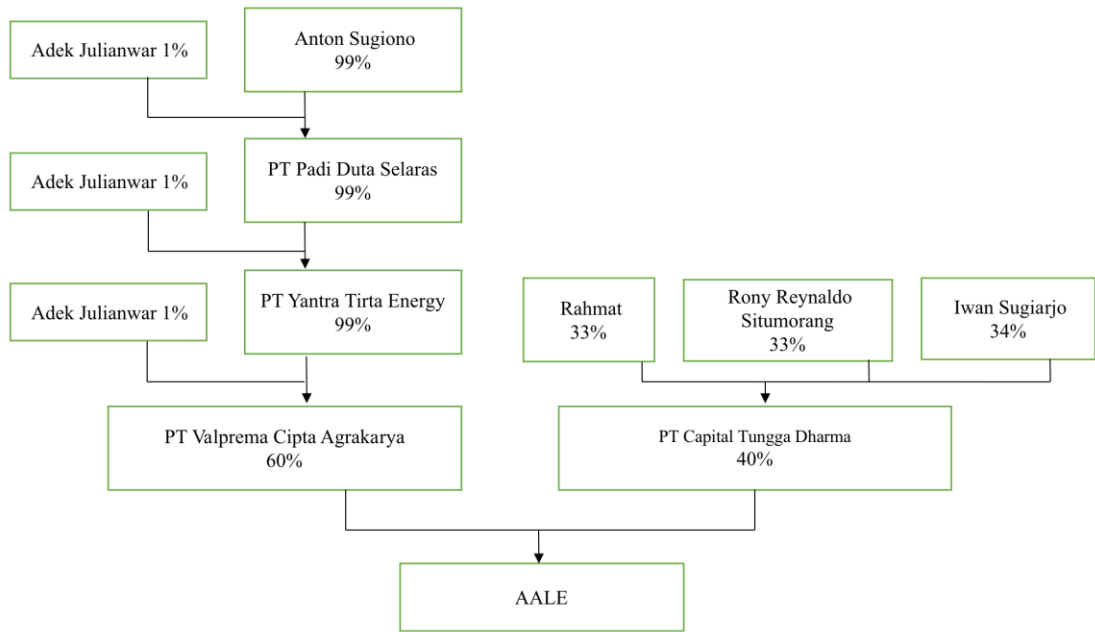 Adek Julianwar 1%
Anton Sugiono
99%
Adek Julianwar 1%
PT Padi Duta Selaras
99%
Adek Julianwar 1%
PT Yantra Tirta Energy
99%
Rahmat
33%
Rony Reynaldo
Situmorang
33%
Iwan Sugiarjo
34%
PT Valprema Cipta Agrakarya
60%
PT Capital Tungga Dharma
40%
AALE